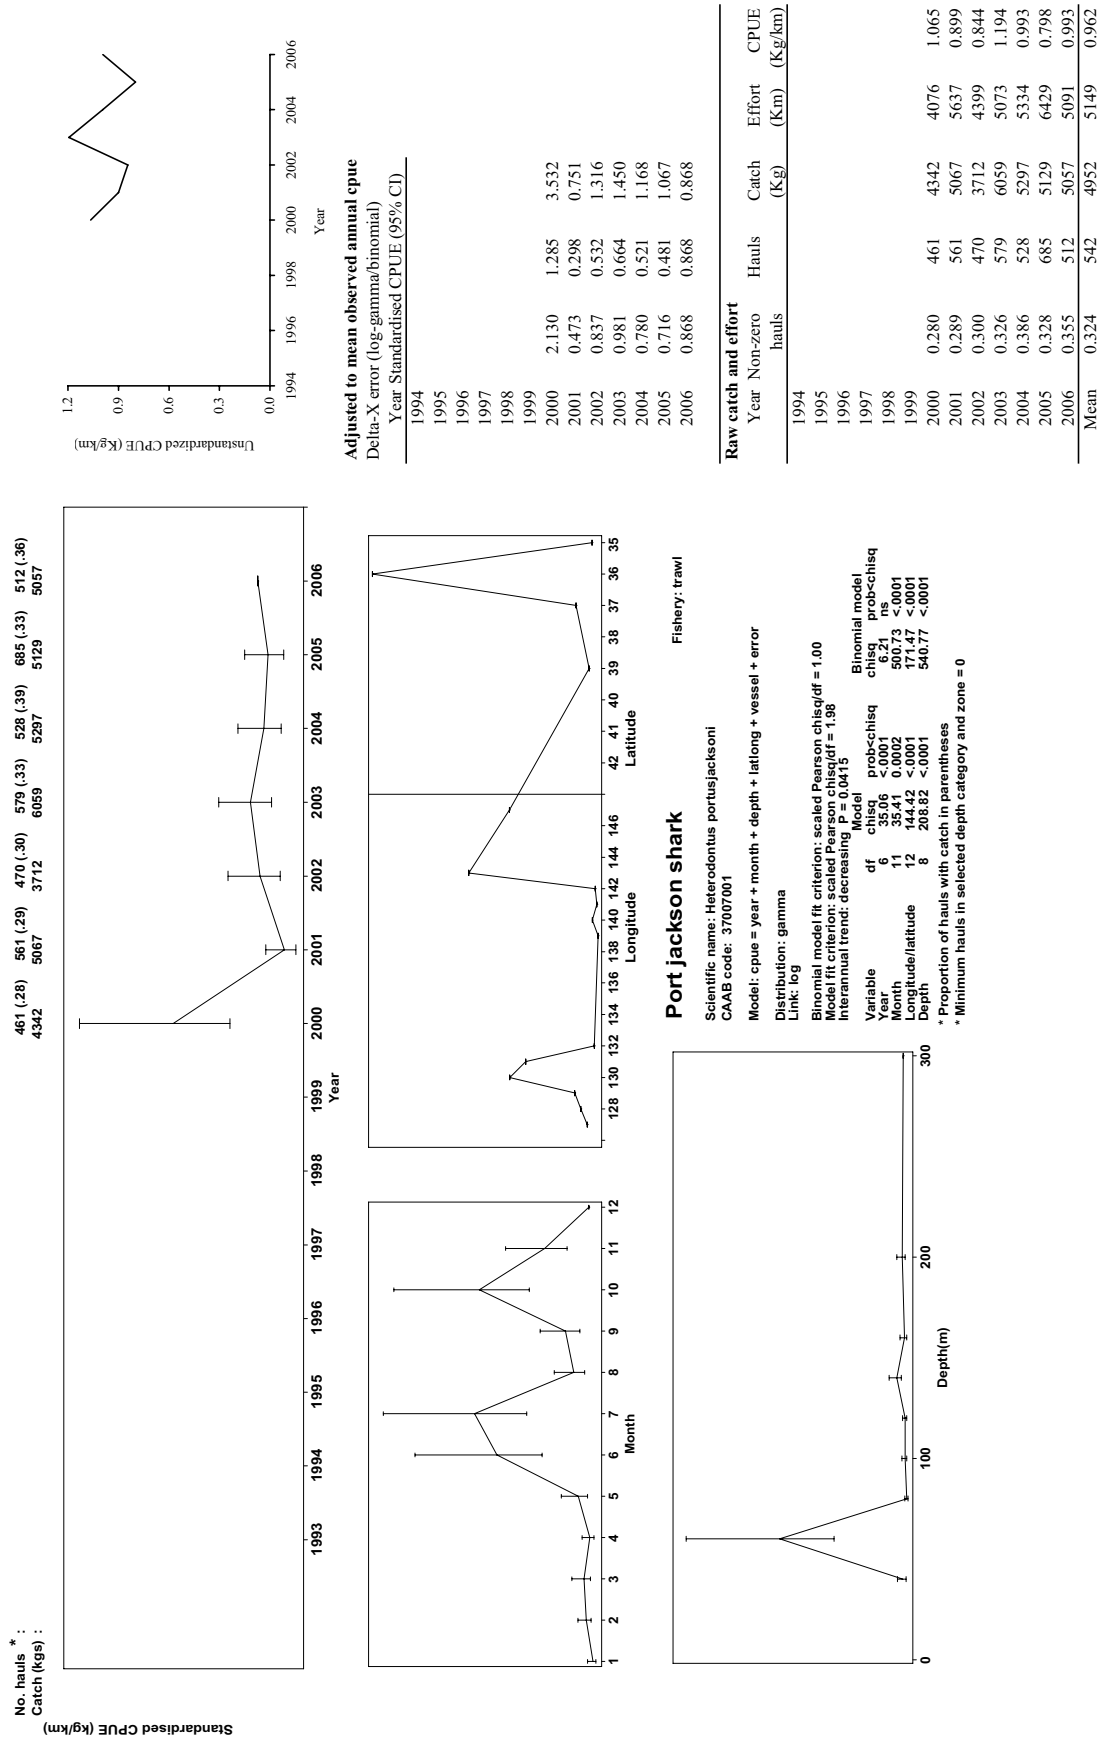 No. hauls * : 461 (.28) 561 (.29) 470 (.30) 579 (.33) 528 (.39) 685 (.33) 512 (.36)
Catch (kgs) : 4342 5067 3712 6059 5297 5129 5057
Standardised CPUE (kg/km)
1993 1994 1995 1996 1997 1998 1999 2000 2001 2002 2003 2004 2005 2006
Year
1 2 3 4 5 6 7 8 9 10 11 12
Month
128 130 132 134 136 138 140 142 144 146 42 41 40 39 38 37 36 35
Longitude Latitude
0 100 200 300
Depth(m)
Port jackson shark
Scientific name: Heterodontus portusjacksoni Fishery: trawl
CAAB code: 37007001
Model: cpue = year + month + depth + latlong + vessel + error
Distribution: gamma
Link: log
Binomial model fit criterion: scaled Pearson chisq/df = 1.00
Model fit criterion: scaled Pearson chisq/df = 1.98
Interannual trend: decreasing P = 0.0415
Model Binomial model
Variable df chisq prob<chisq chisq prob<chisq
Year 6 35.06 <.0001 6.21 ns
Month 11 35.41 0.0002 500.73 <.0001
Longitude/latitude 12 144.42 <.0001 171.47 <.0001
Depth 8 208.82 <.0001 540.77 <.0001
* Proportion of hauls with catch in parentheses
* Minimum hauls in selected depth category and zone = 0
Unstandardized CPUE (Kg/km)
1.2
0.9
0.6
0.3
0.0
1994 1996 1998 2000 2002 2004 2006
Year
Adjusted to mean observed annual cpue
Delta-X error (log-gamma/binomial)
Year Standardised CPUE (95% CI)
1994
1995
1996
1997
1998
1999
2000 2.130 1.285 3.532
2001 0.473 0.298 0.751
2002 0.837 0.532 1.316
2003 0.981 0.664 1.450
2004 0.780 0.521 1.168
2005 0.716 0.481 1.067
2006 0.868 0.868 0.868
Raw catch and effort
Year Non-zero Hauls Catch Effort CPUE
hauls (Kg) (Km) (Kg/km)
1994
1995
1996
1997
1998
1999
2000 0.280 461 4342 4076 1.065
2001 0.289 561 5067 5637 0.899
2002 0.300 470 3712 4399 0.844
2003 0.326 579 6059 5073 1.194
2004 0.386 528 5297 5334 0.993
2005 0.328 685 5129 6429 0.798
2006 0.355 512 5057 5091 0.993
Mean 0.324 542 4952 5149 0.962